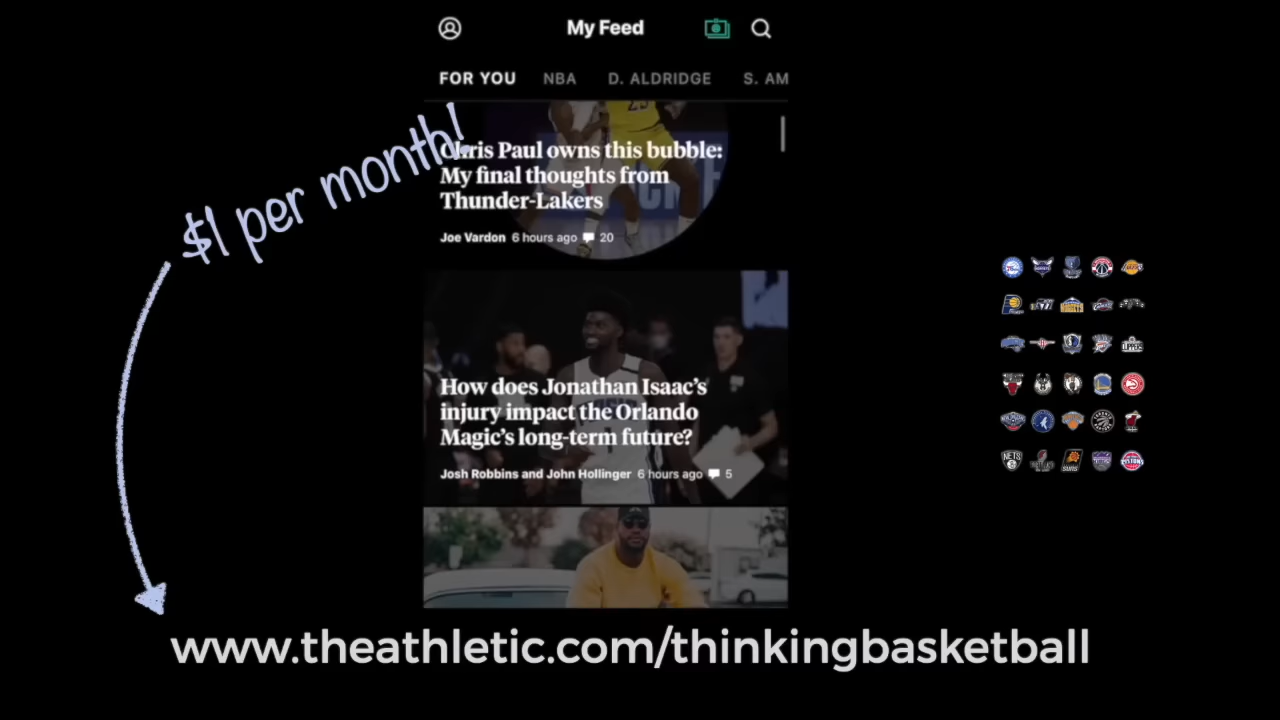 My Feed
FOR YOU NBA D. ALDRIDGE S. AM
$1 per month!
Chris Paul owns this bubble:
My final thoughts from
Thunder-Lakers
Joe Vardon 6 hours ago 20
How does Jonathan Isaac's
injury impact the Orlando
Magic's long-term future?
Josh Robbins and John Hollinger 6 hours ago 5
www.theathletic.com/thinkingbasketball